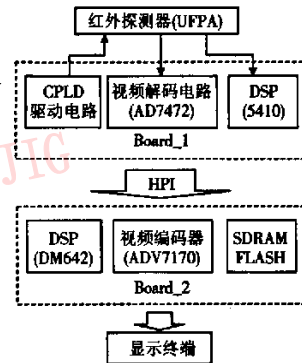 红外探测器(UFPA)
CPLD
驱动电路
视频解码电路
(AD7472)
DSP
(5410)
Board_1
JIG
HPI
DSP
(DM642)
视频编码器
(ADV7170)
SDRAM
FLASH
Board_2
显示终端